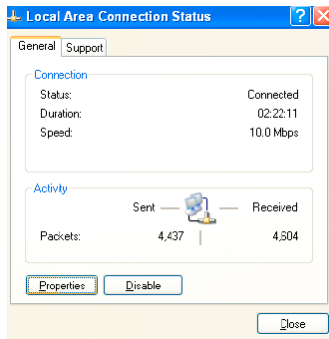 Local Area Connection Status
General Support
Connection
Status: Connected
Duration: 02:22:11
Speed: 10.0 Mbps
Activity
Sent — — Received
Packets: 4,437 | 4,604
Properties Disable
Close